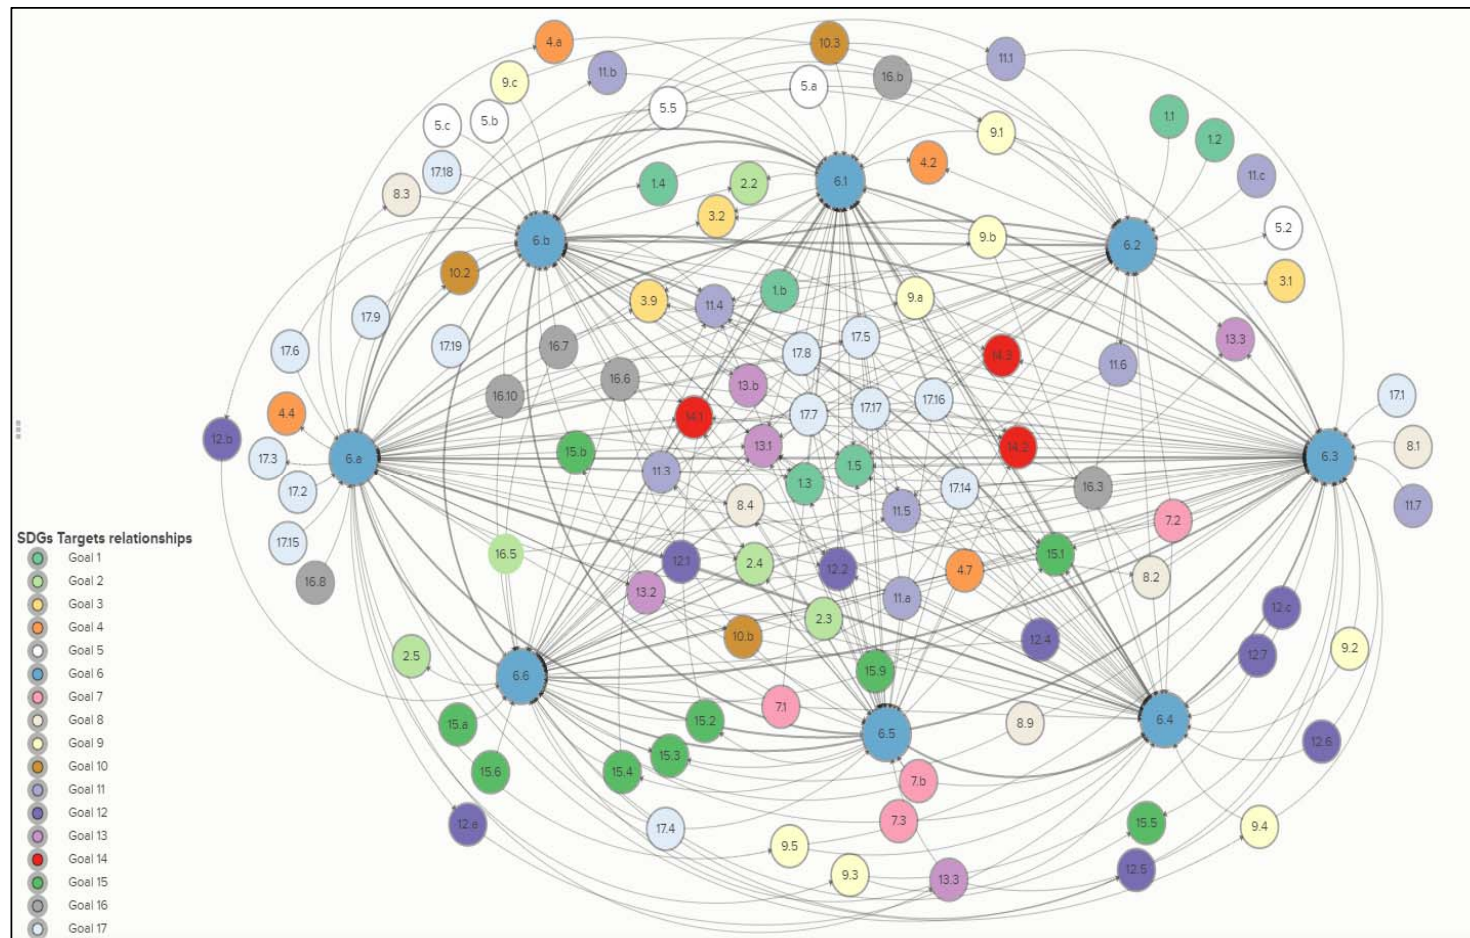 4.a
10.3
11.1
11.b
9.c
16.b
5.a
5.5
5.b
5.c
1.1
9.1
1.2
4.2
17.18
11.c
8.3
1.4
2.2
6.1
3.2
5.2
9.b
6.b
6.2
10.2
3.1
1.b
9.a
3.9
11.4
17.9
17.5
13.3
17.6
17.19
16.7
17.8
14.3
11.6
16.6
13.b
16.10
17.1
17.16
17.17
4.4
17.7
14.1
12.b
13.1
14.2
8.1
15.b
17.3
6.a
6.3
11.3
1.5
1.3
17.14
16.3
17.2
8.4
11.5
11.7
7.2
17.15
SDGs Targets relationships
16.5
15.1
12.1
2.4
12.2
4.7
8.2
16.8
13.2
11.a
12.c
2.3
10.b
12.4
9.2
2.5
12.7
15.9
6.6
7.1
15.2
6.4
15.a
8.9
6.5
12.6
15.3
15.6
15.4
7.b
7.3
15.5
12.a
17.4
9.4
9.5
12.5
9.3
13.3
Goal 1
Goal 2
Goal 3
Goal 4
Goal 5
Goal 6
Goal 7
Goal 8
Goal 9
Goal 10
Goal 11
Goal 12
Goal 13
Goal 14
Goal 15
Goal 16
Goal 17